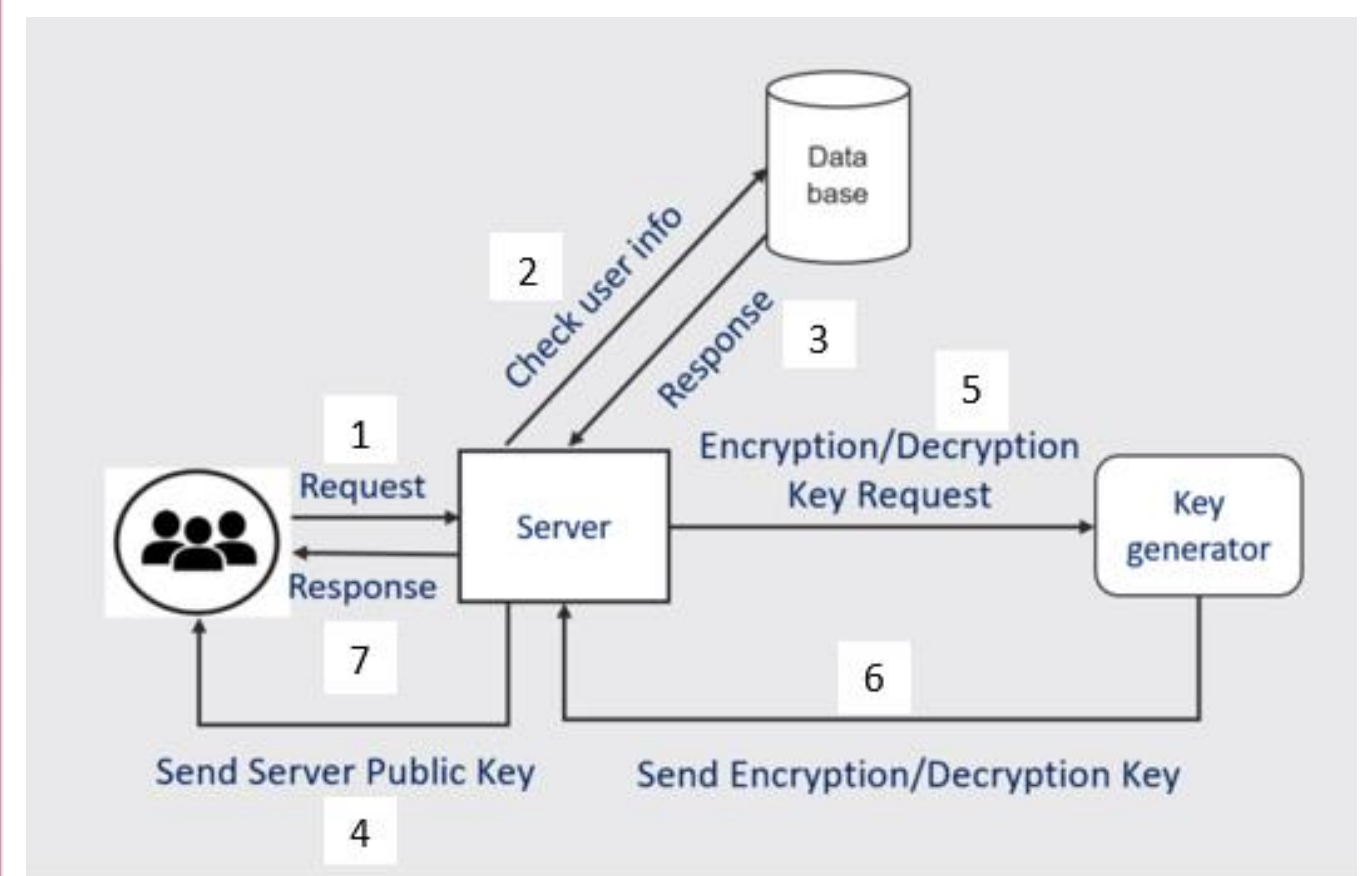 Data
base
2
Check user info
Response
3
5
Encryption/Decryption
Key Request
1
Request
Server
Key
generator
Response
7
6
Send Server Public Key
Send Encryption/Decryption Key
4